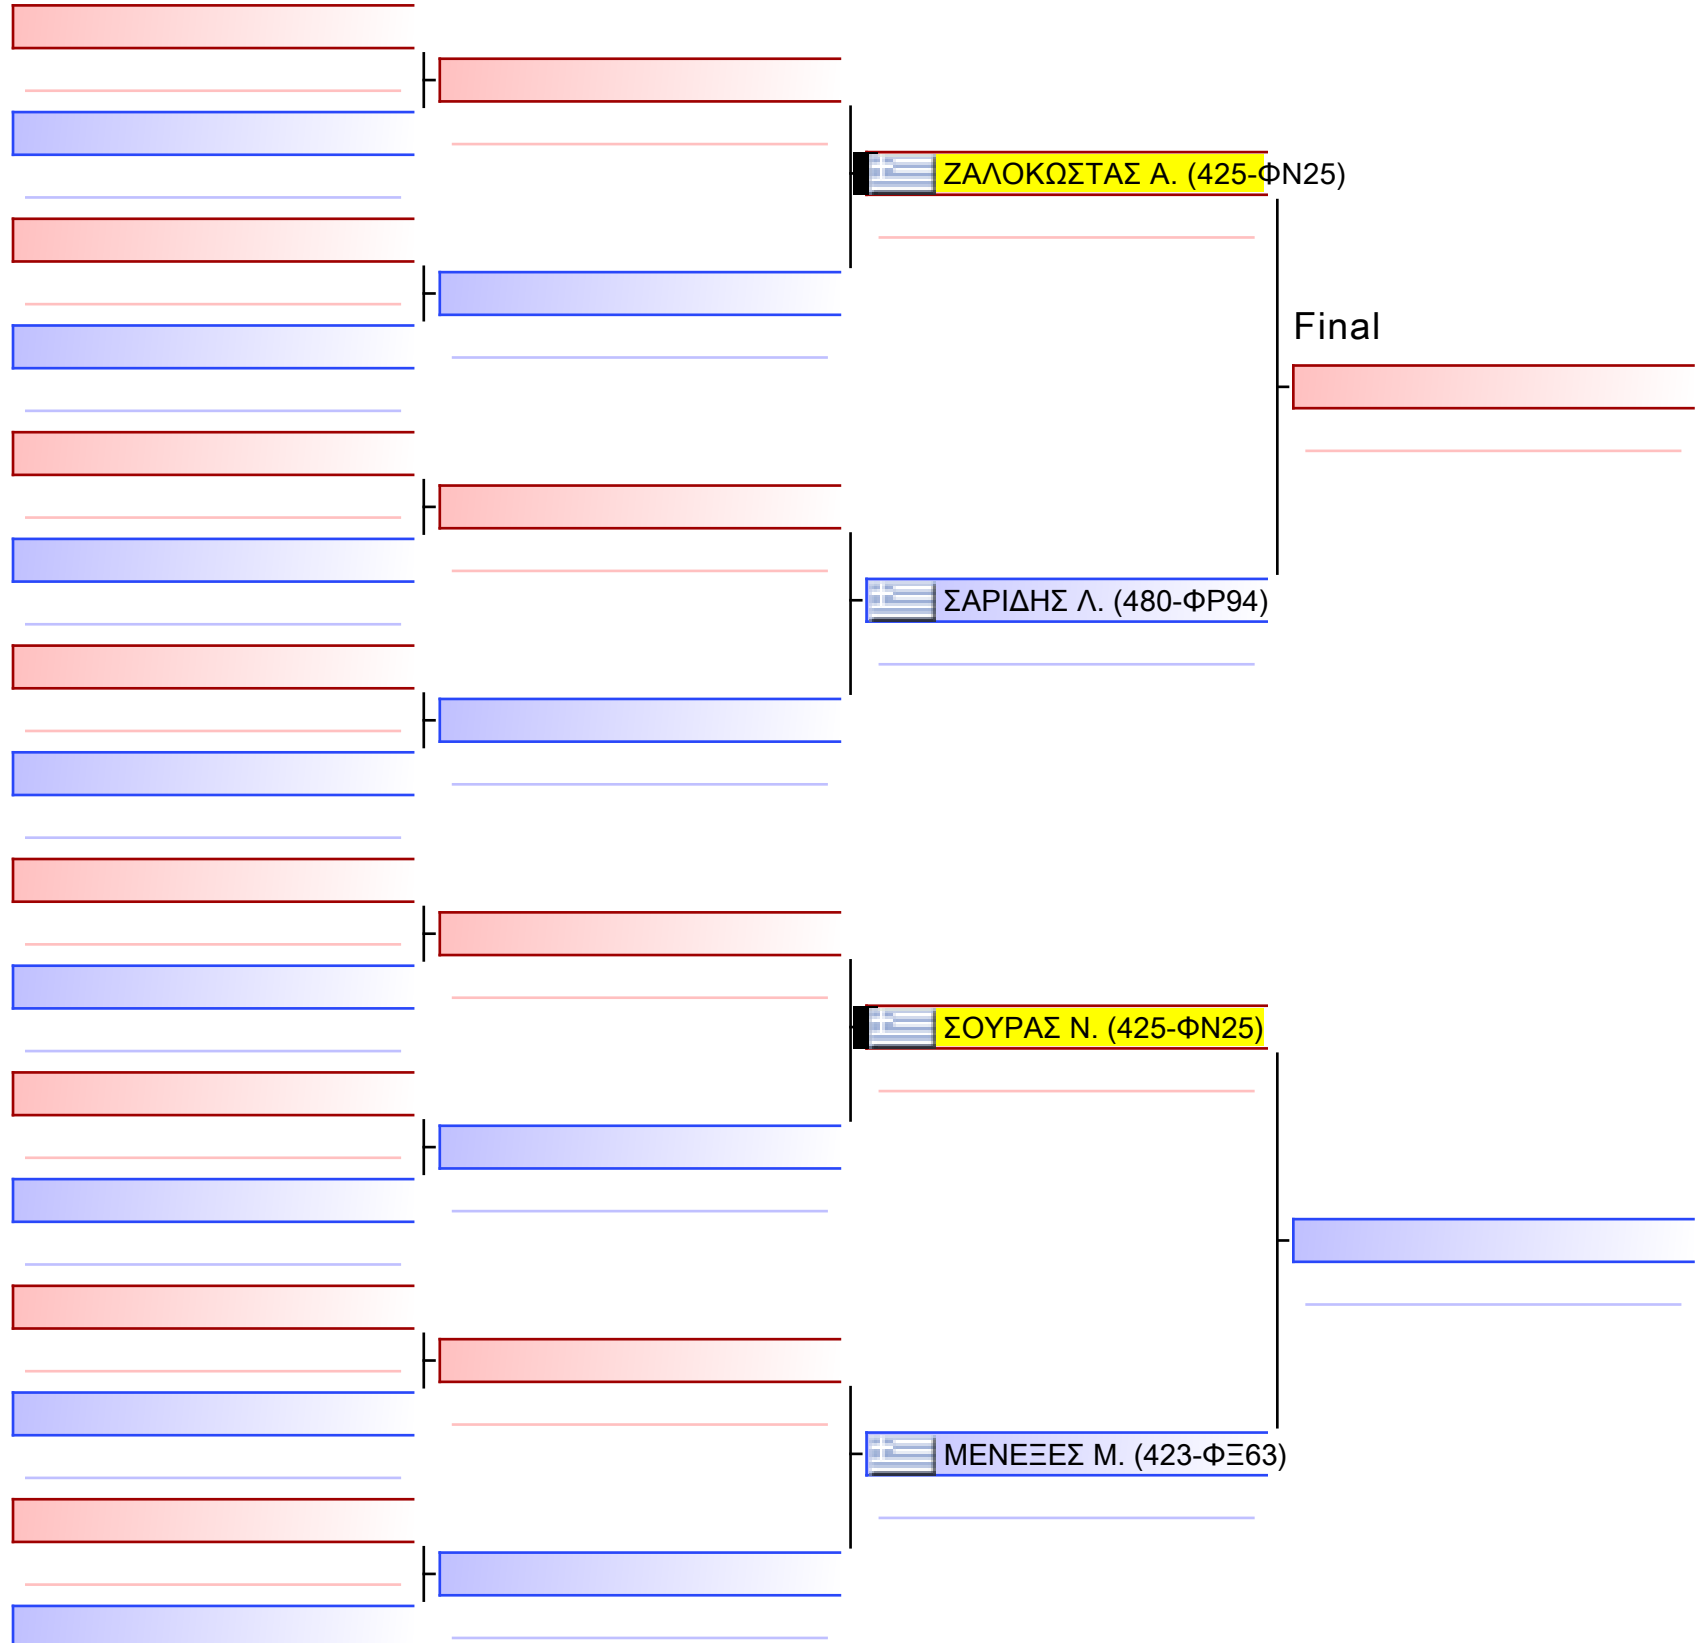 ΖΑΛΟΚΩΣΤΑΣ Α. (425-ΦΝ25)
Final
ΣΑΡΙΔΗΣ Λ. (480-ΦΡ94)
ΣΟΥΡΑΣ Ν. (425-ΦΝ25)
ΜΕΝΕΞΕΣ Μ. (423-ΦΞ63)